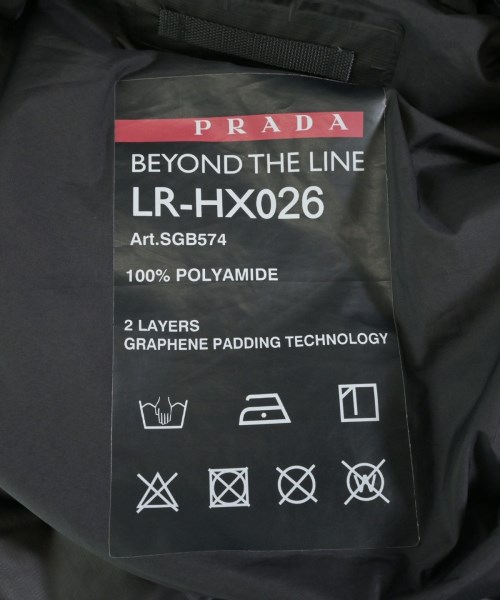 PRADA
BEYOND THE LINE
LR-HX026
Art.SGB574
100% POLYAMIDE
2 LAYERS
GRAPHENE PADDING TECHNOLOGY
W